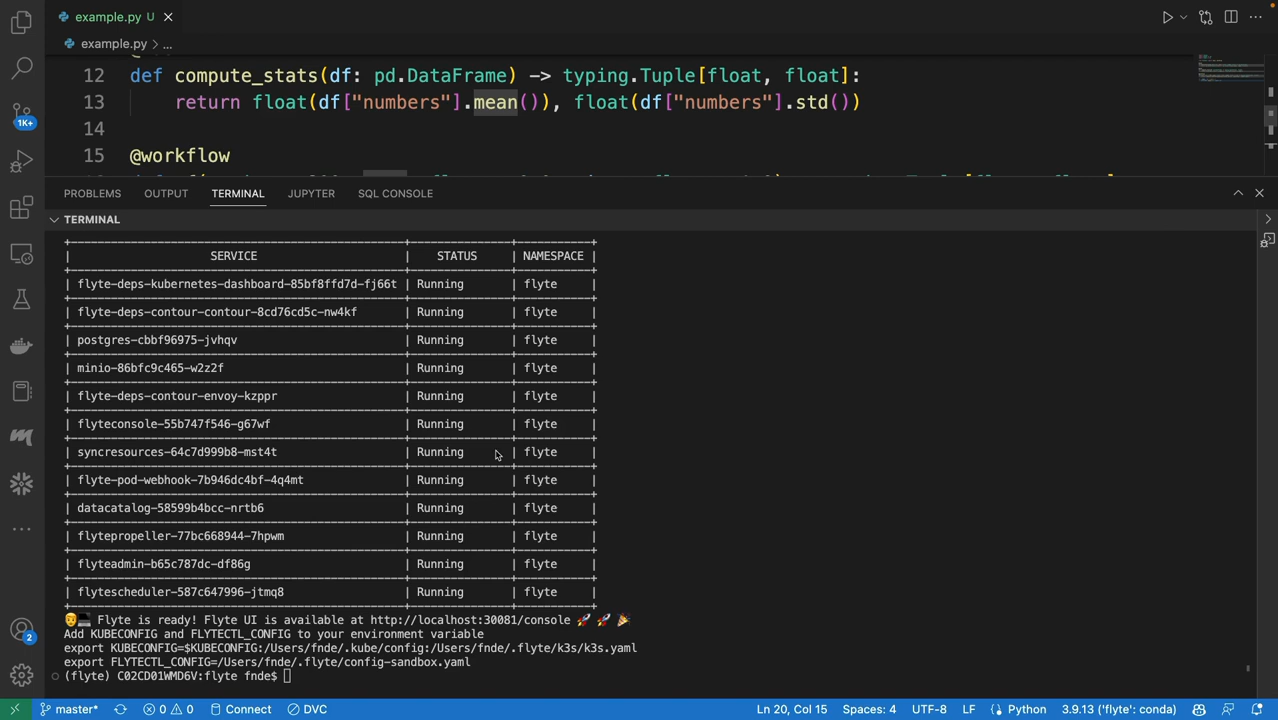 example.py U
example.py > ...
12 def compute_stats(df: pd.DataFrame) -> typing.Tuple[float, float]:
13 return float(df["numbers"].mean()), float(df["numbers"].std())
14
15 @workflow
1K+
PROBLEMS OUTPUT TERMINAL JUPYTER SQL CONSOLE
TERMINAL
| SERVICE | STATUS | NAMESPACE |
| flyte-deps-kubernetes-dashboard-85bf8ffd7d-fj66t | Running | flyte |
| flyte-deps-contour-contour-8cd76cd5c-nw4kf | Running | flyte |
| postgres-cbbf96975-jvhqv | Running | flyte |
| minio-86bfc9c465-w2z2f | Running | flyte |
| flyte-deps-contour-envoy-kzppr | Running | flyte |
| flyteconsole-55b747f546-g67wf | Running | flyte |
| syncresources-64c7d999b8-mst4t | Running | flyte |
| flyte-pod-webhook-7b946dc4bf-4q4mt | Running | flyte |
| datacatalog-58599b4bcc-nrtb6 | Running | flyte |
| flytepropeller-77bc668944-7hpwm | Running | flyte |
| flyteadmin-b65c787dc-df86g | Running | flyte |
| flytescheduler-587c647996-jtmq8 | Running | flyte |
👨‍💻 Flyte is ready! Flyte UI is available at http://localhost:30081/console 🚀 🚀 🎉
Add KUBECONFIG and FLYTECTL_CONFIG to your environment variable
export KUBECONFIG=$KUBECONFIG:/Users/fnde/.kube/config:/Users/fnde/.flyte/k3s/k3s.yaml
export FLYTECTL_CONFIG=/Users/fnde/.flyte/config-sandbox.yaml
(flyte) C02CD01WMD6V:flyte fnde$
2
master* 0 0 Connect DVC Ln 20, Col 15 Spaces: 4 UTF-8 LF Python 3.9.13 ('flyte': conda)